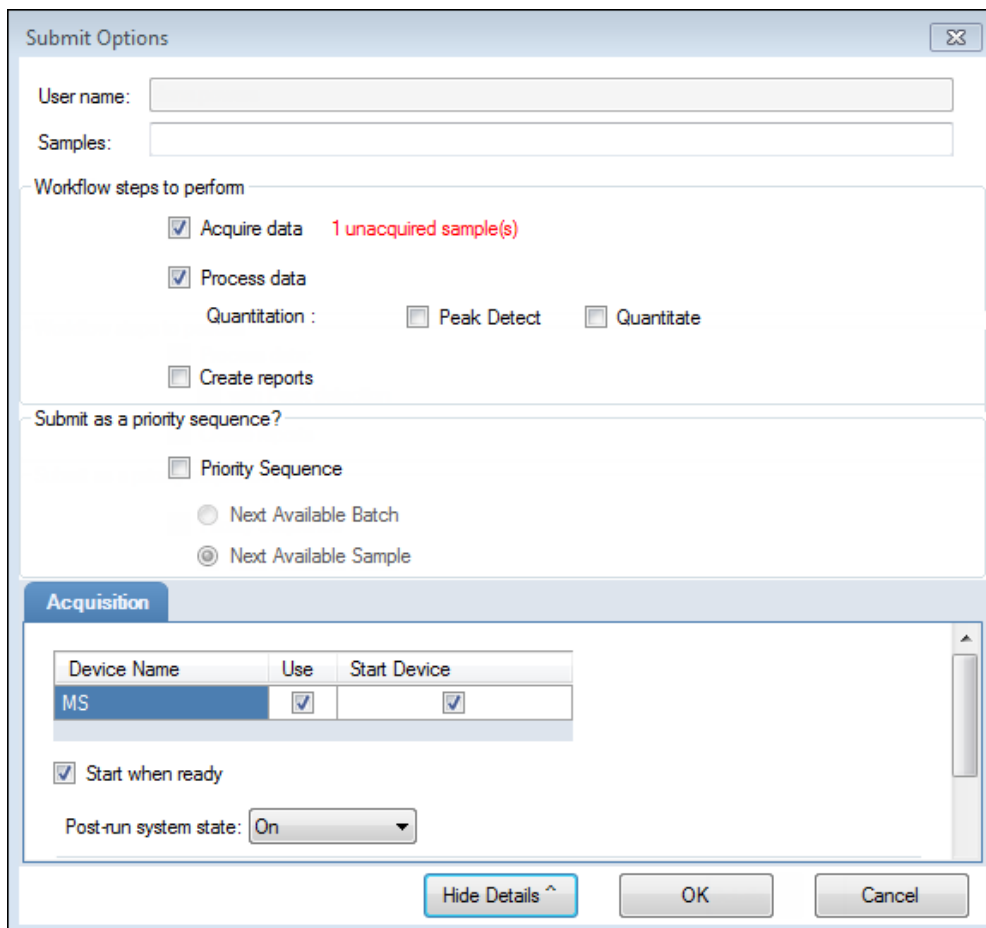 Submit Options
User name:
Samples:
Workflow steps to perform
Acquire data 1 unacquired sample(s)
Process data
Quantitation : Peak Detect Quantitate
Create reports
Submit as a priority sequence?
Priority Sequence
Next Available Batch
Next Available Sample
Acquisition
Device Name Use Start Device
MS
Start when ready
Post-run system state: On
Hide Details ^ OK Cancel